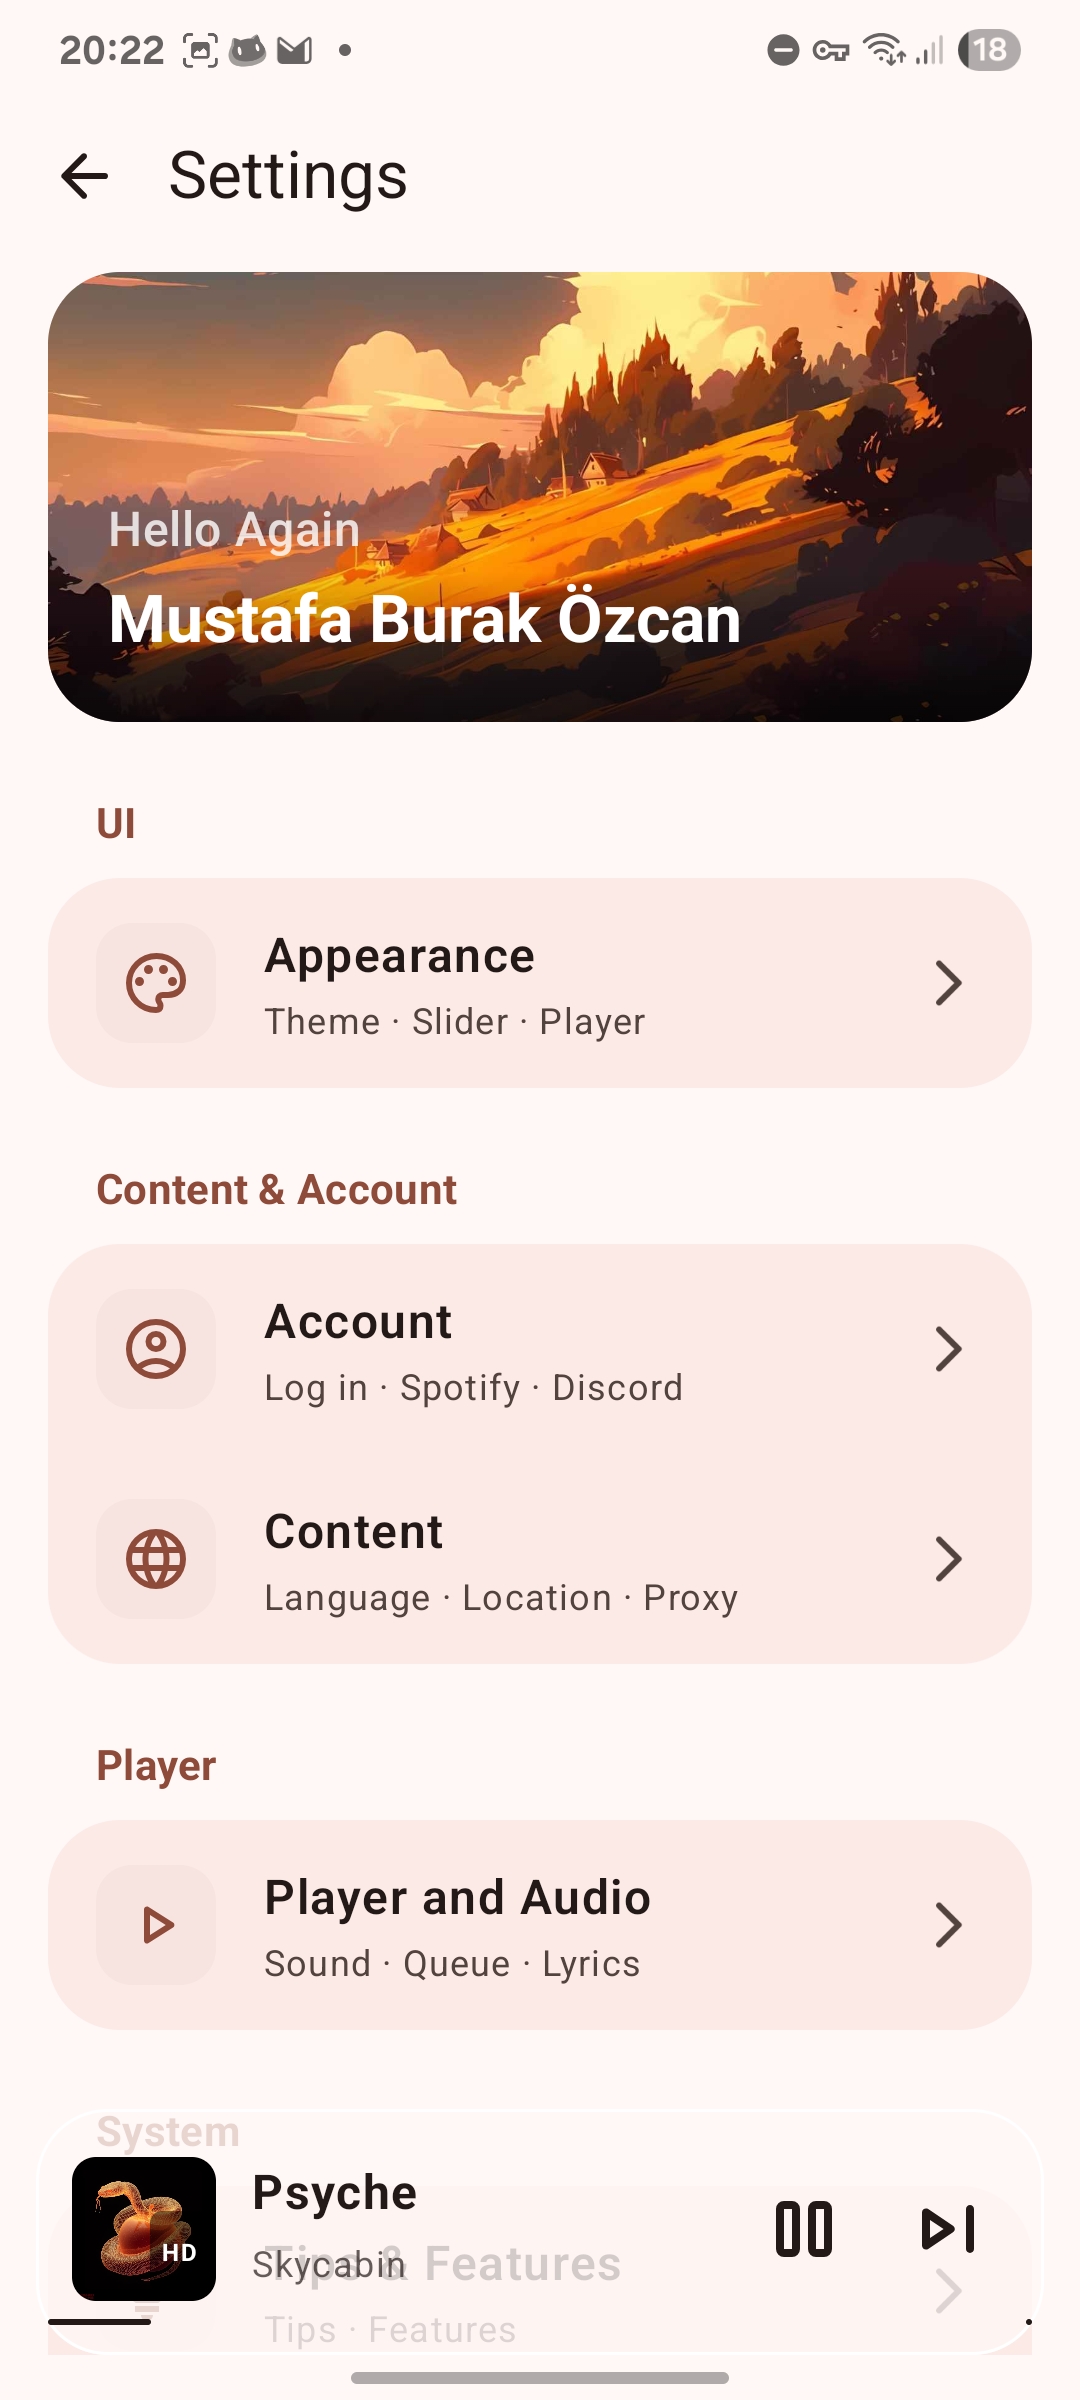 20:22
18
Settings
Hello Again
Mustafa Burak Özcan
UI
Appearance
Theme · Slider · Player
Content & Account
Account
Log in · Spotify · Discord
Content
Language · Location · Proxy
Player
Player and Audio
Sound · Queue · Lyrics
System
Psyche
HD
Skycabin
Tips & Features
Tips · Features